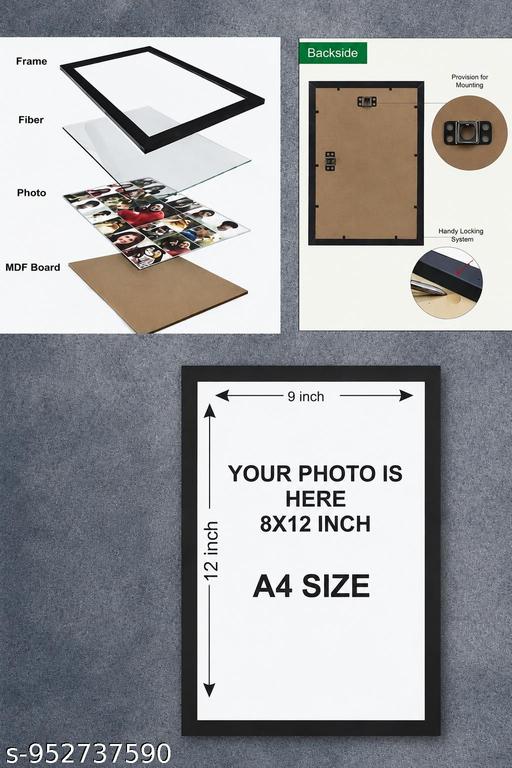 Frame
Fiber
Photo
MDF Board
Backside
Provision for
Mounting
Handy Locking
System
9 inch
12 inch
YOUR PHOTO IS
HERE
8X12 INCH
A4 SIZE
s-952737590